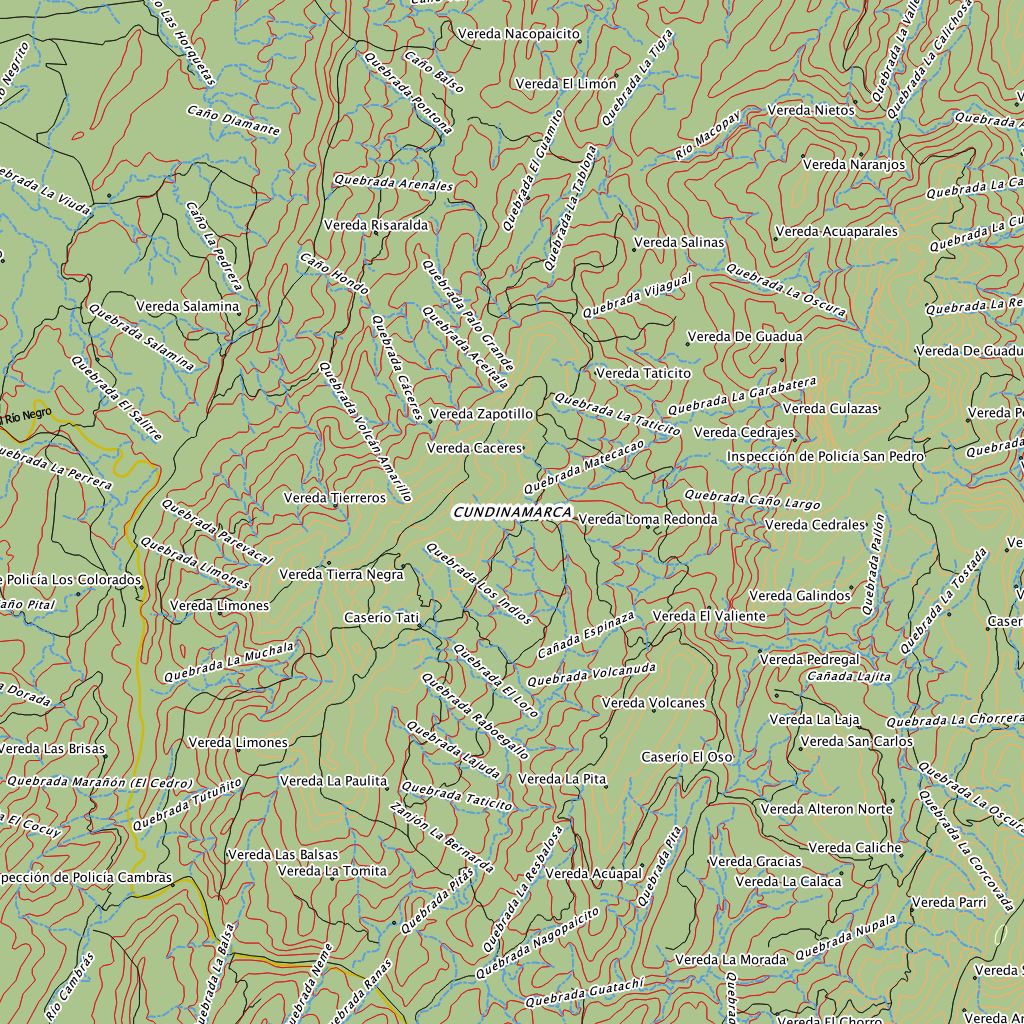 Vereda Nacopaicito
Caño Las Horquetas
Caño Balso
Quebrada Pontona
Vereda El Limón
Quebrada La Tigra
Quebrada La Calichosa
Vereda Nietos
Caño Diamante
Río Macopay
Quebrada El Guamito
Quebrada La Tablona
Vereda Naranjos
Quebrada Arenales
Vereda Risaralda
Caño La Pedrera
Vereda Salinas
Vereda Acuaparales
Caño Hondo
Quebrada Palo Grande
Quebrada Vijagual
Quebrada La Oscura
Vereda Salamina
Quebrada Salamina
Quebrada Aceitala
Quebrada Cáceres
Vereda De Guadua
Vereda De Guadu
Quebrada El Salitre
Quebrada Volcán Amarillo
Vereda Taticito
Quebrada La Garabatera
Río Negro
Vereda Zapotillo
Quebrada La Taticito
Vereda Culazas
Vereda Cedrajes
Vereda Caceres
Quebrada Matecacao
Inspección de Policía San Pedro
Vereda Tierreros
Quebrada Caño Largo
CUNDINAMARCA
Vereda Loma Redonda
Vereda Cedrales
Quebrada Parevacal
Quebrada Limones
Quebrada Pailón
Quebrada La Tostada
Vereda Tierra Negra
Quebrada Los Indios
e Policía Los Colorados
Vereda Galindos
Vereda Limones
Caserío Tati
Vereda El Valiente
Cañada Espinaza
Quebrada La Muchala
Vereda Pedregal
Cañada Lajita
Quebrada El Loro
Quebrada Volcanuda
Quebrada Raboegallo
Vereda Volcanes
Vereda La Laja
Quebrada La Chorrera
Vereda Las Brisas
Vereda Limones
Quebrada Lajuda
Vereda San Carlos
Caserío El Oso
Quebrada Marañón (El Cedro)
Vereda La Paulita
Vereda La Pita
Quebrada La Oscura
Quebrada Tutuñito
Quebrada Taticito
Zanjón La Bernarda
Vereda Alteron Norte
Quebrada La Corcovada
Vereda Caliche
Vereda Las Balsas
Vereda La Tomita
Quebrada La Resbalosa
Quebrada Pita
Vereda Gracias
Vereda Acuapal
Vereda La Calaca
pección de Policía Cambras
Quebrada Pitas
Vereda Parri
Quebrada Nagopaicito
Quebrada Nupala
Vereda La Morada
Río Cambrás
Quebrada Guatachí
Vereda El Chorro